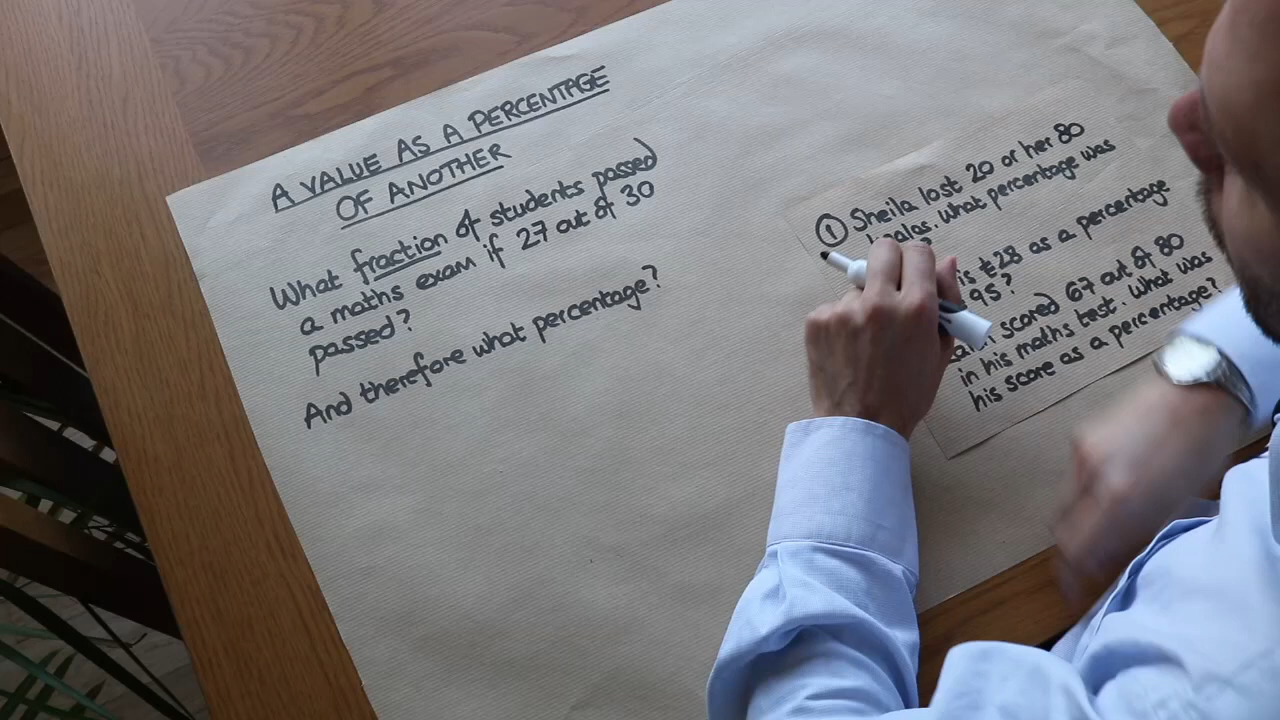 A VALUE AS A PERCENTAGE
OF ANOTHER
What fraction of students passed
a maths exam if 27 out of 30
passed?
And therefore what percentage?
① Sheila lost 20 or her 80
koalas. What percentage was
?
is £28 as a percentage
95?
scored 67 out of 80
in his maths test. What was
his score as a percentage?